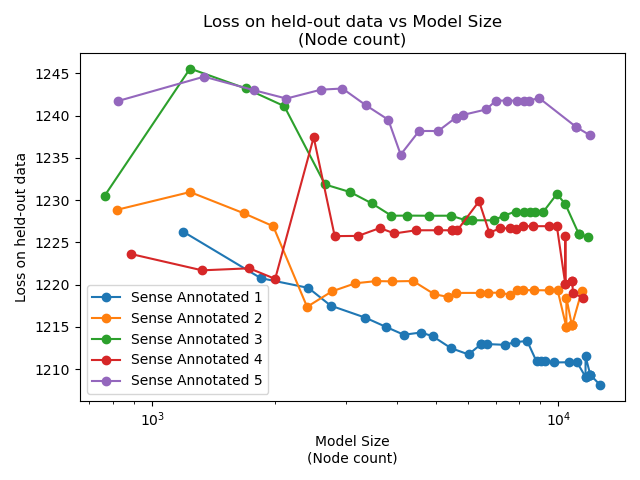 Loss on held-out data vs Model Size
(Node count)
Loss on held-out data
1245
1240
1235
1230
1225
1220
1215
1210
Sense Annotated 1
Sense Annotated 2
Sense Annotated 3
Sense Annotated 4
Sense Annotated 5
10³
10⁴
Model Size
(Node count)